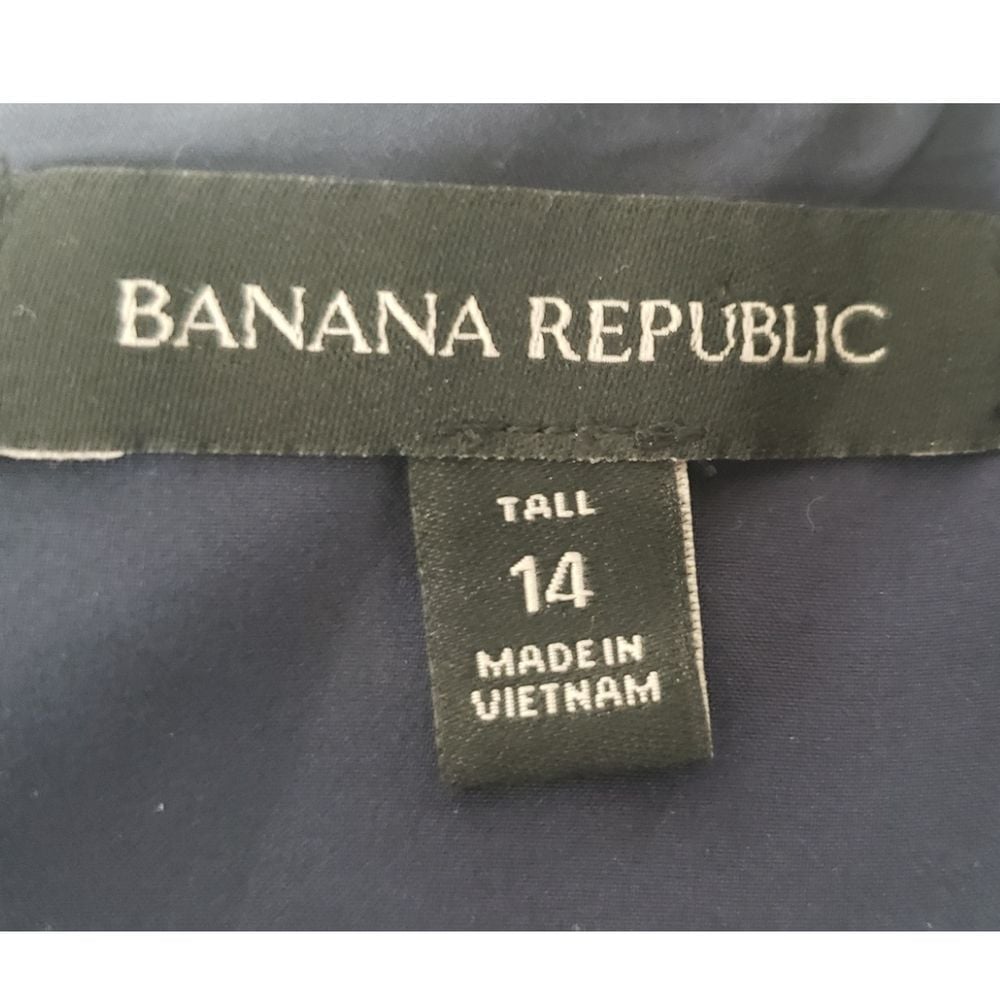 BANANA REPUBLIC
TALL
14
MADE IN
VIETNAM